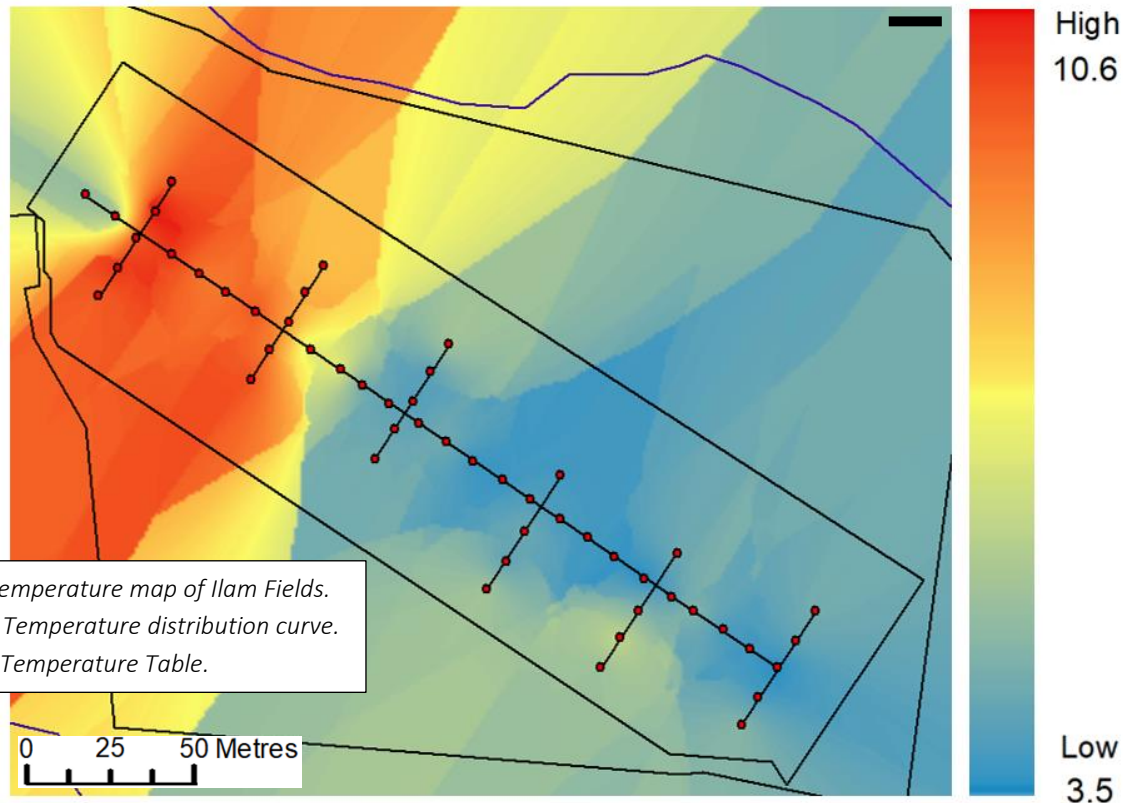 High
10.6
emperature map of Ilam Fields.
Temperature distribution curve.
Temperature Table.
0 25 50 Metres
Low
3.5